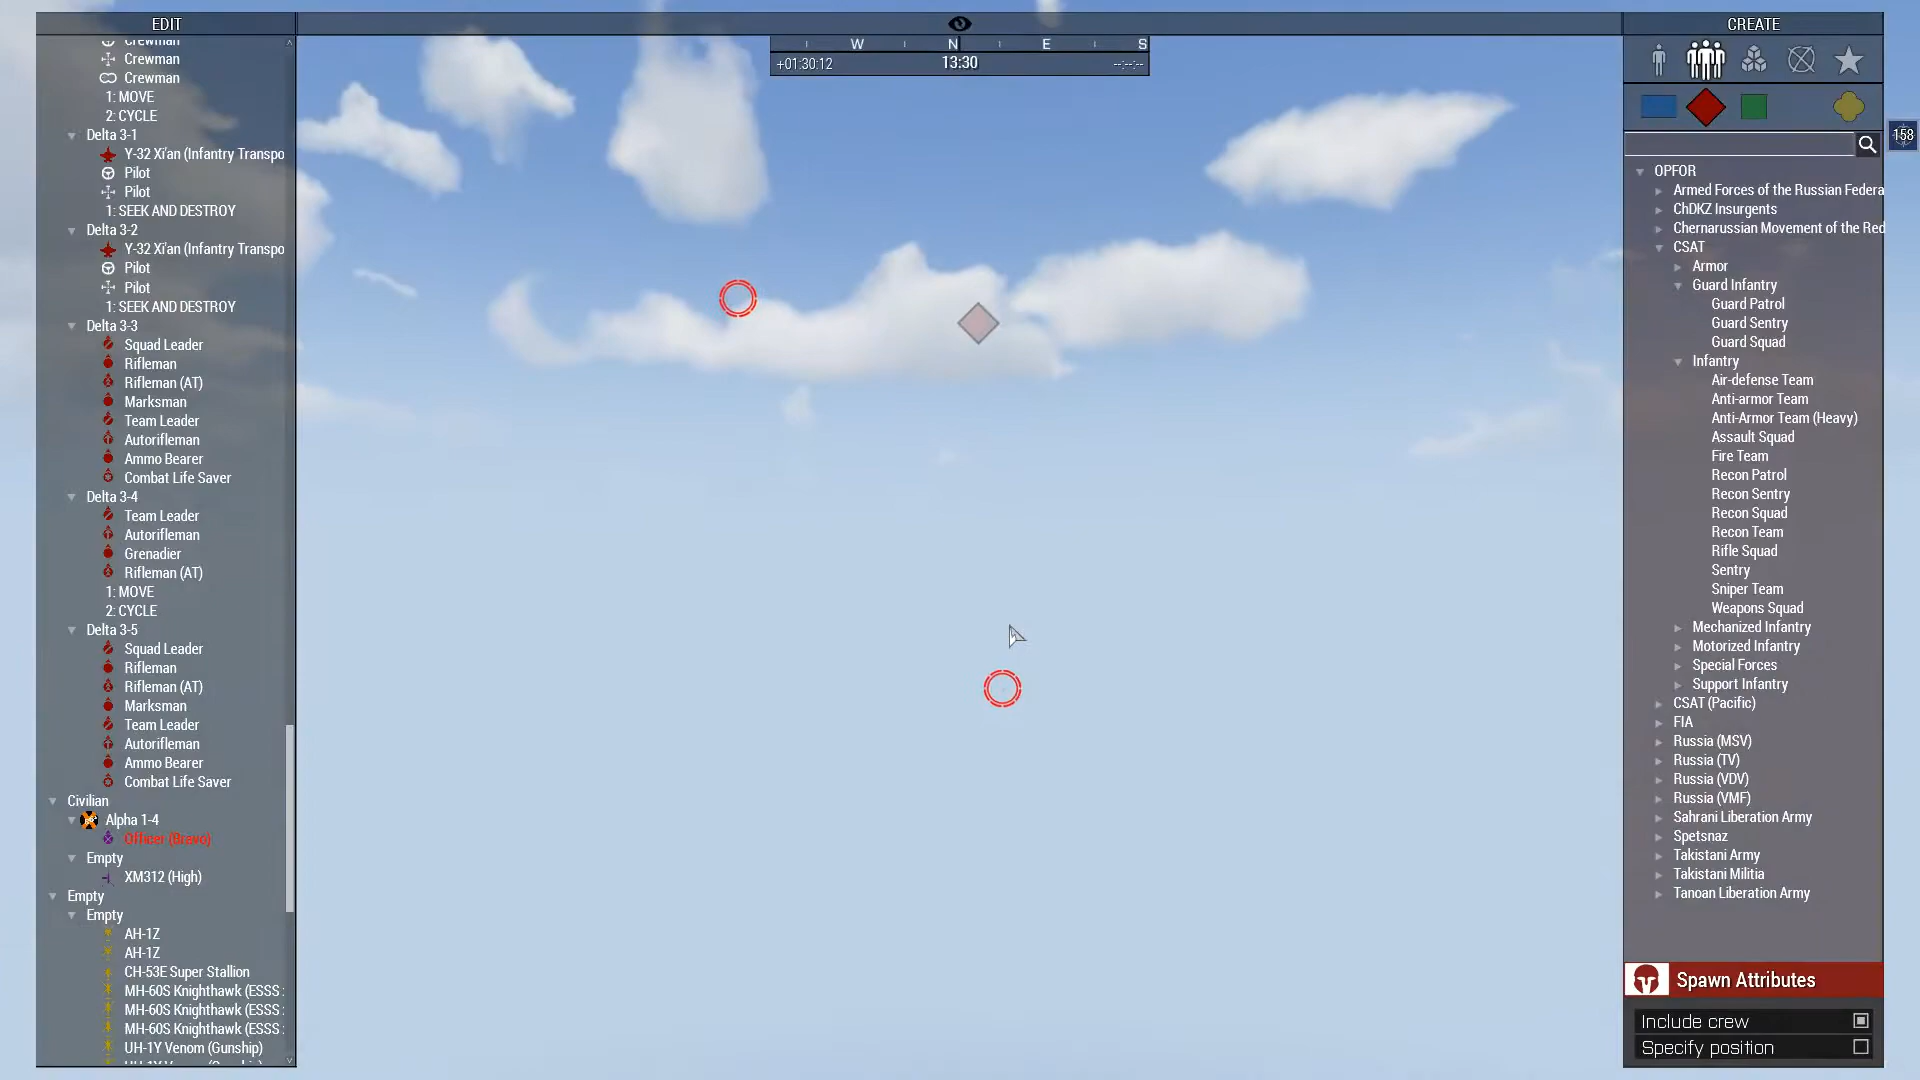 EDIT
Crewman
Crewman
Crewman
1: MOVE
2: CYCLE
Delta 3-1
Y-32 Xi'an (Infantry Transpo
Pilot
Pilot
1: SEEK AND DESTROY
Delta 3-2
Y-32 Xi'an (Infantry Transpo
Pilot
Pilot
1: SEEK AND DESTROY
Delta 3-3
Squad Leader
Rifleman
Rifleman (AT)
Marksman
Team Leader
Autorifleman
Ammo Bearer
Combat Life Saver
Delta 3-4
Team Leader
Autorifleman
Grenadier
Rifleman (AT)
1: MOVE
2: CYCLE
Delta 3-5
Squad Leader
Rifleman
Rifleman (AT)
Marksman
Team Leader
Autorifleman
Ammo Bearer
Combat Life Saver
Civilian
Alpha 1-4
Officer (Bravo)
Empty
XM312 (High)
Empty
Empty
AH-1Z
AH-1Z
CH-53E Super Stallion
MH-60S Knighthawk (ESSS :
MH-60S Knighthawk (ESSS :
MH-60S Knighthawk (ESSS :
UH-1Y Venom (Gunship)
W N E S
+01:30:12 13:30 --:--:--
CREATE
158
OPFOR
Armed Forces of the Russian Federa
ChDKZ Insurgents
Chernarussian Movement of the Red
CSAT
Armor
Guard Infantry
Guard Patrol
Guard Sentry
Guard Squad
Infantry
Air-defense Team
Anti-armor Team
Anti-Armor Team (Heavy)
Assault Squad
Fire Team
Recon Patrol
Recon Sentry
Recon Squad
Recon Team
Rifle Squad
Sentry
Sniper Team
Weapons Squad
Mechanized Infantry
Motorized Infantry
Special Forces
Support Infantry
CSAT (Pacific)
FIA
Russia (MSV)
Russia (TV)
Russia (VDV)
Russia (VMF)
Sahrani Liberation Army
Spetsnaz
Takistani Army
Takistani Militia
Tanoan Liberation Army
Spawn Attributes
Include crew
Specify position